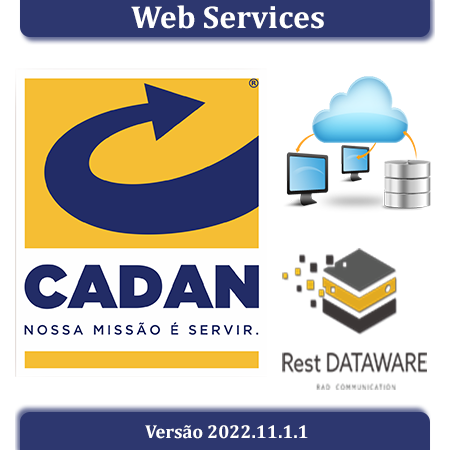 Web Services
®
CADAN
NOSSA MISSÃO É SERVIR.
Rest DATAWARE
RAD COMMUNICATION
Versão 2022.11.1.1